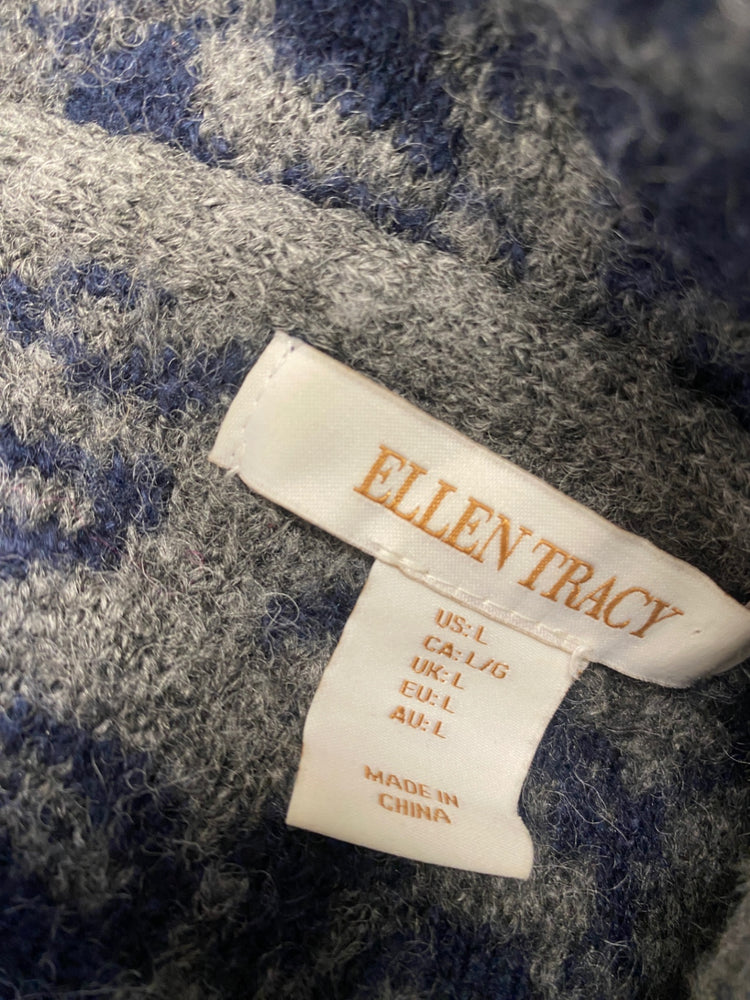 ELLEN TRACY
US: L
CA: L/G
UK: L
EU: L
AU: L
MADE IN
CHINA